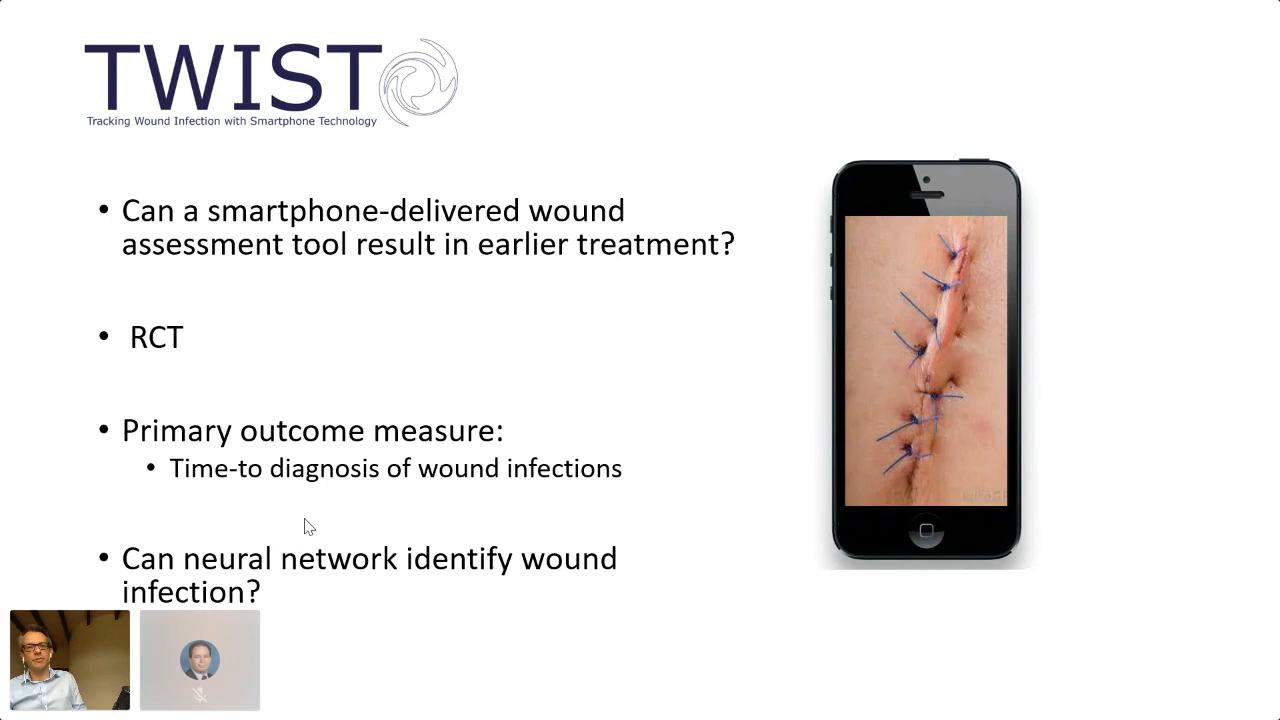 TWIST
Tracking Wound Infection with Smartphone Technology
• Can a smartphone-delivered wound
assessment tool result in earlier treatment?
• RCT
• Primary outcome measure:
• Time-to diagnosis of wound infections
• Can neural network identify wound
infection?